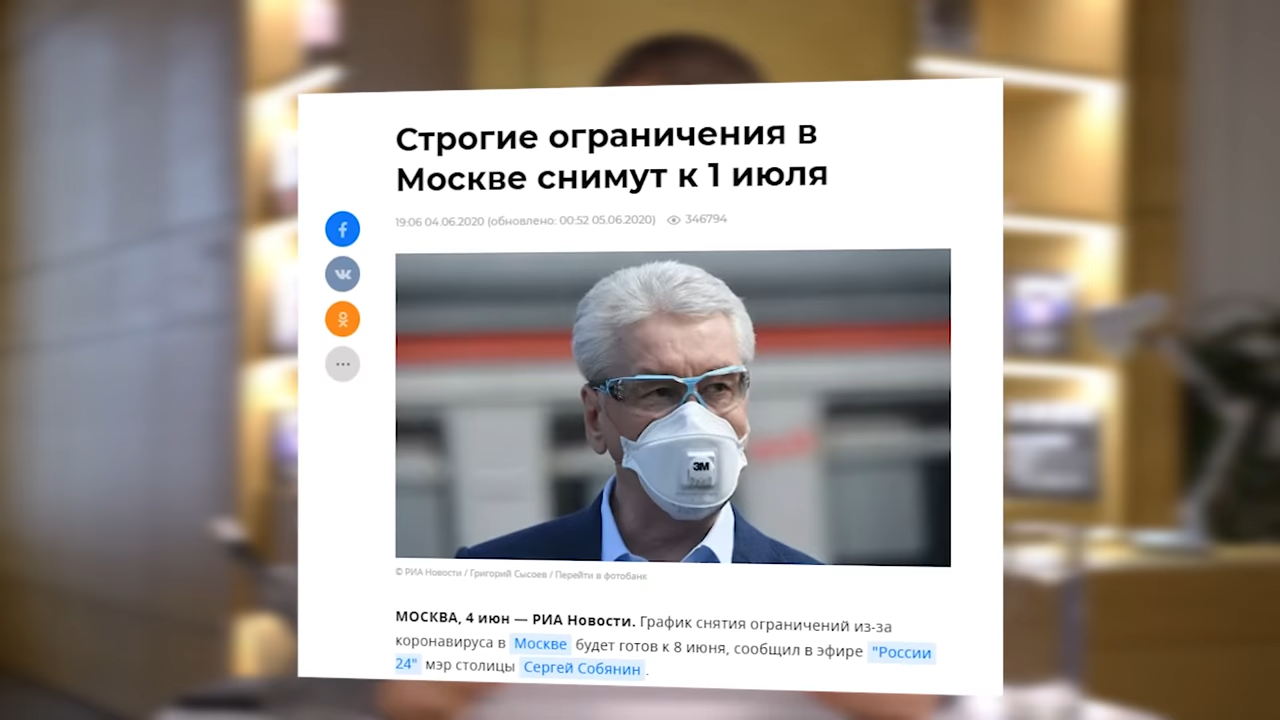 Строгие ограничения в
Москве снимут к 1 июля
19:06 04.06.2020 (обновлено: 00:52 05.06.2020) 346794
3M
© РИА Новости / Григорий Сысоев / Перейти в фотобанк
МОСКВА, 4 июн — РИА Новости. График снятия ограничений из-за
коронавируса в Москве будет готов к 8 июня, сообщил в эфире "России
24" мэр столицы Сергей Собянин.